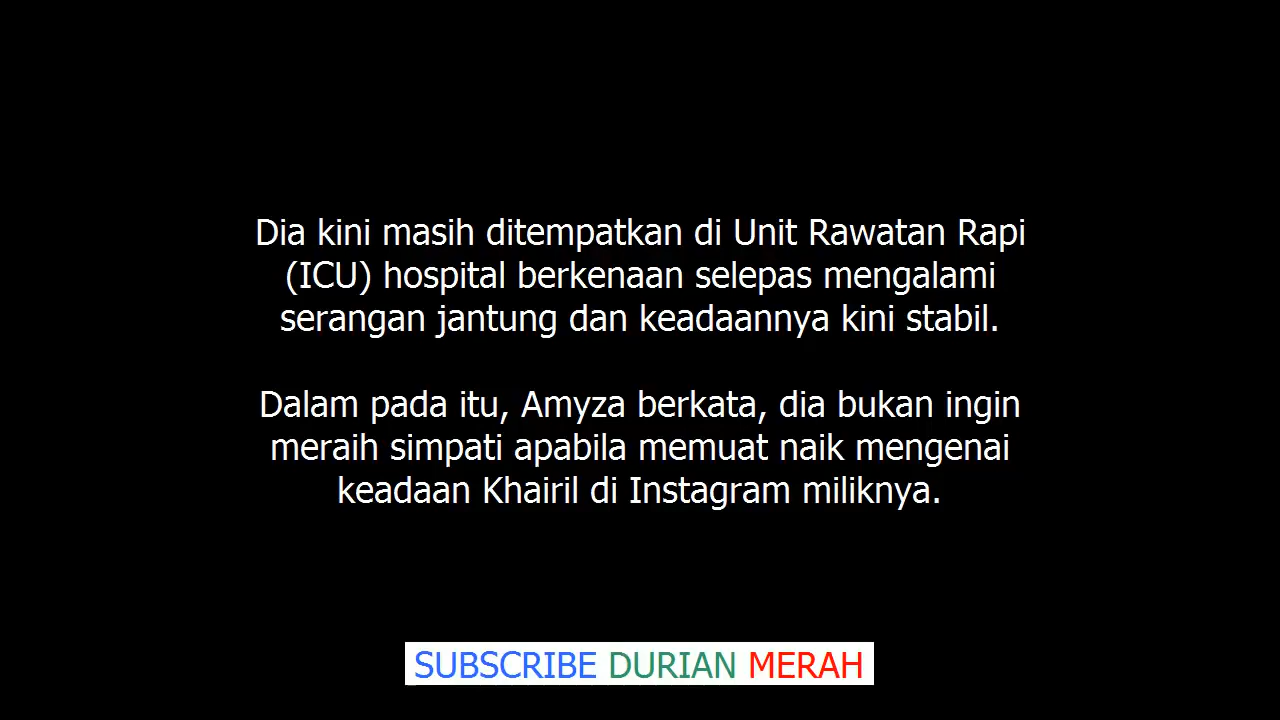 Dia kini masih ditempatkan di Unit Rawatan Rapi
(ICU) hospital berkenaan selepas mengalami
serangan jantung dan keadaannya kini stabil.
Dalam pada itu, Amyza berkata, dia bukan ingin
meraih simpati apabila memuat naik mengenai
keadaan Khairil di Instagram miliknya.
SUBSCRIBE DURIAN MERAH